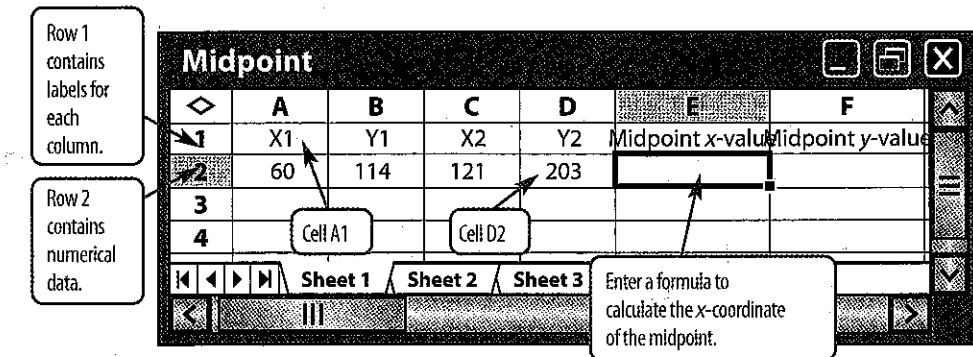 Row 1
contains
labels for
each
column.
Row 2
contains
numerical
data.
Midpoint
A B C D E F
1 X1 Y1 X2 Y2 Midpoint x-value Midpoint y-value
2 60 114 121 203
3
4
Cell A1
Cell D2
Sheet 1 Sheet 2 Sheet 3
Enter a formula to
calculate the x-coordinate
of the midpoint.